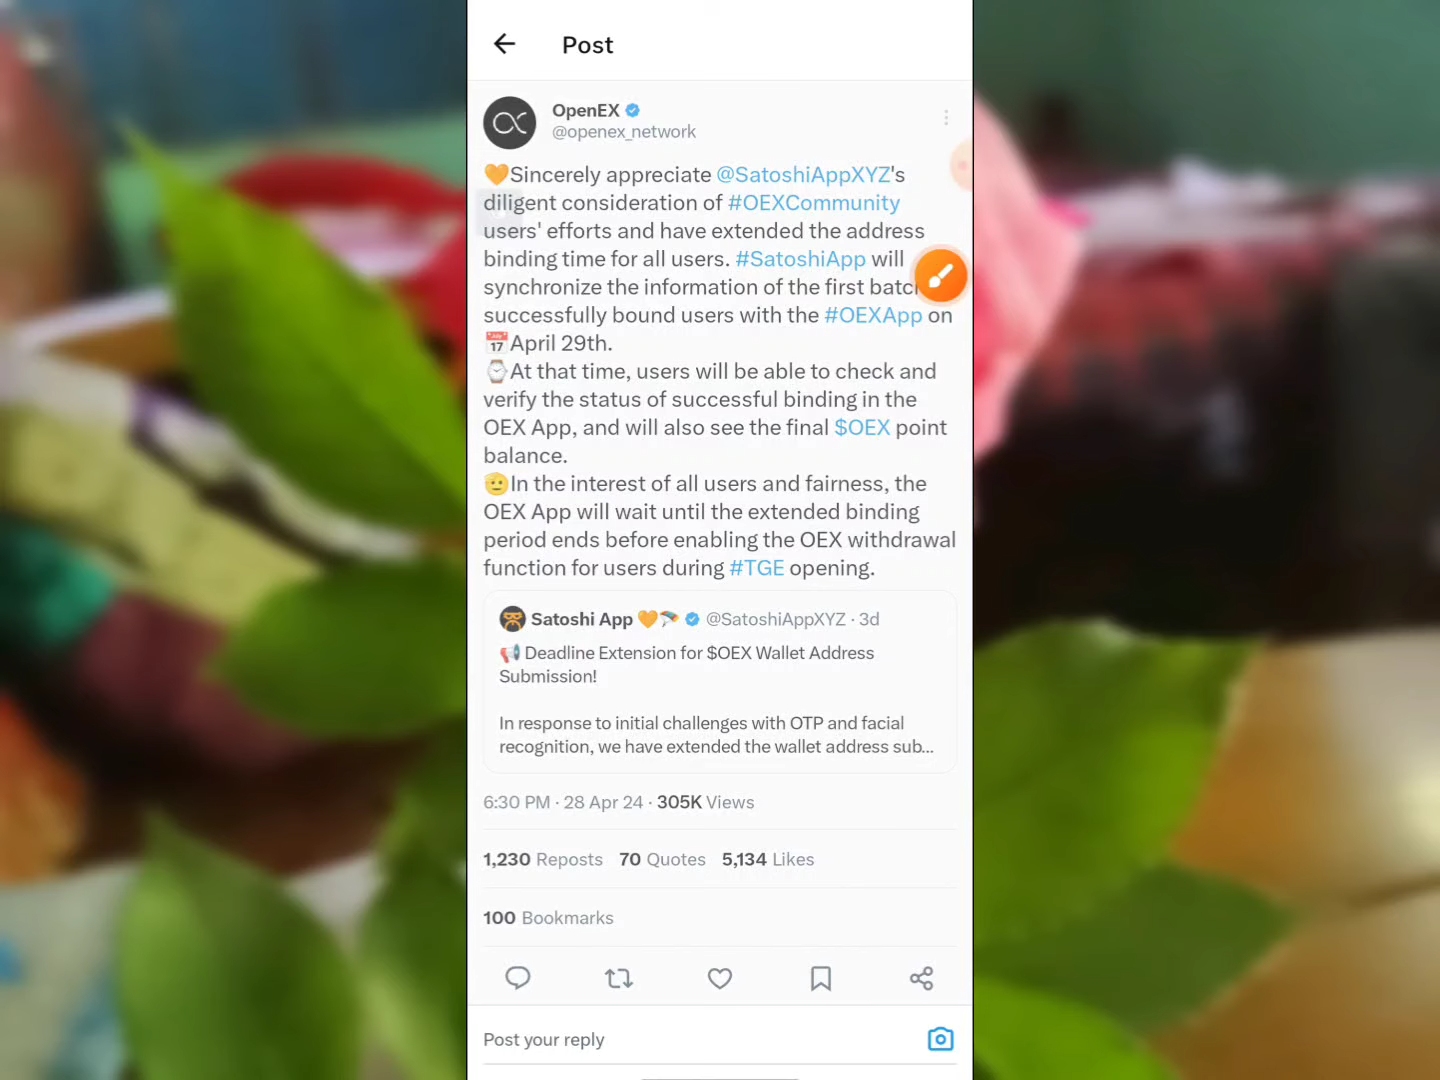 Post
OpenEX
@openex_network
🧡Sincerely appreciate @SatoshiAppXYZ's
diligent consideration of #OEXCommunity
users' efforts and have extended the address
binding time for all users. #SatoshiApp will
synchronize the information of the first batch
successfully bound users with the #OEXApp on
📅April 29th.
⌚At that time, users will be able to check and
verify the status of successful binding in the
OEX App, and will also see the final $OEX point
balance.
🫡In the interest of all users and fairness, the
OEX App will wait until the extended binding
period ends before enabling the OEX withdrawal
function for users during #TGE opening.
Satoshi App 🧡🪂 @SatoshiAppXYZ · 3d
📢 Deadline Extension for $OEX Wallet Address
Submission!
In response to initial challenges with OTP and facial
recognition, we have extended the wallet address sub...
6:30 PM · 28 Apr 24 · 305K Views
1,230 Reposts 70 Quotes 5,134 Likes
100 Bookmarks
Post your reply